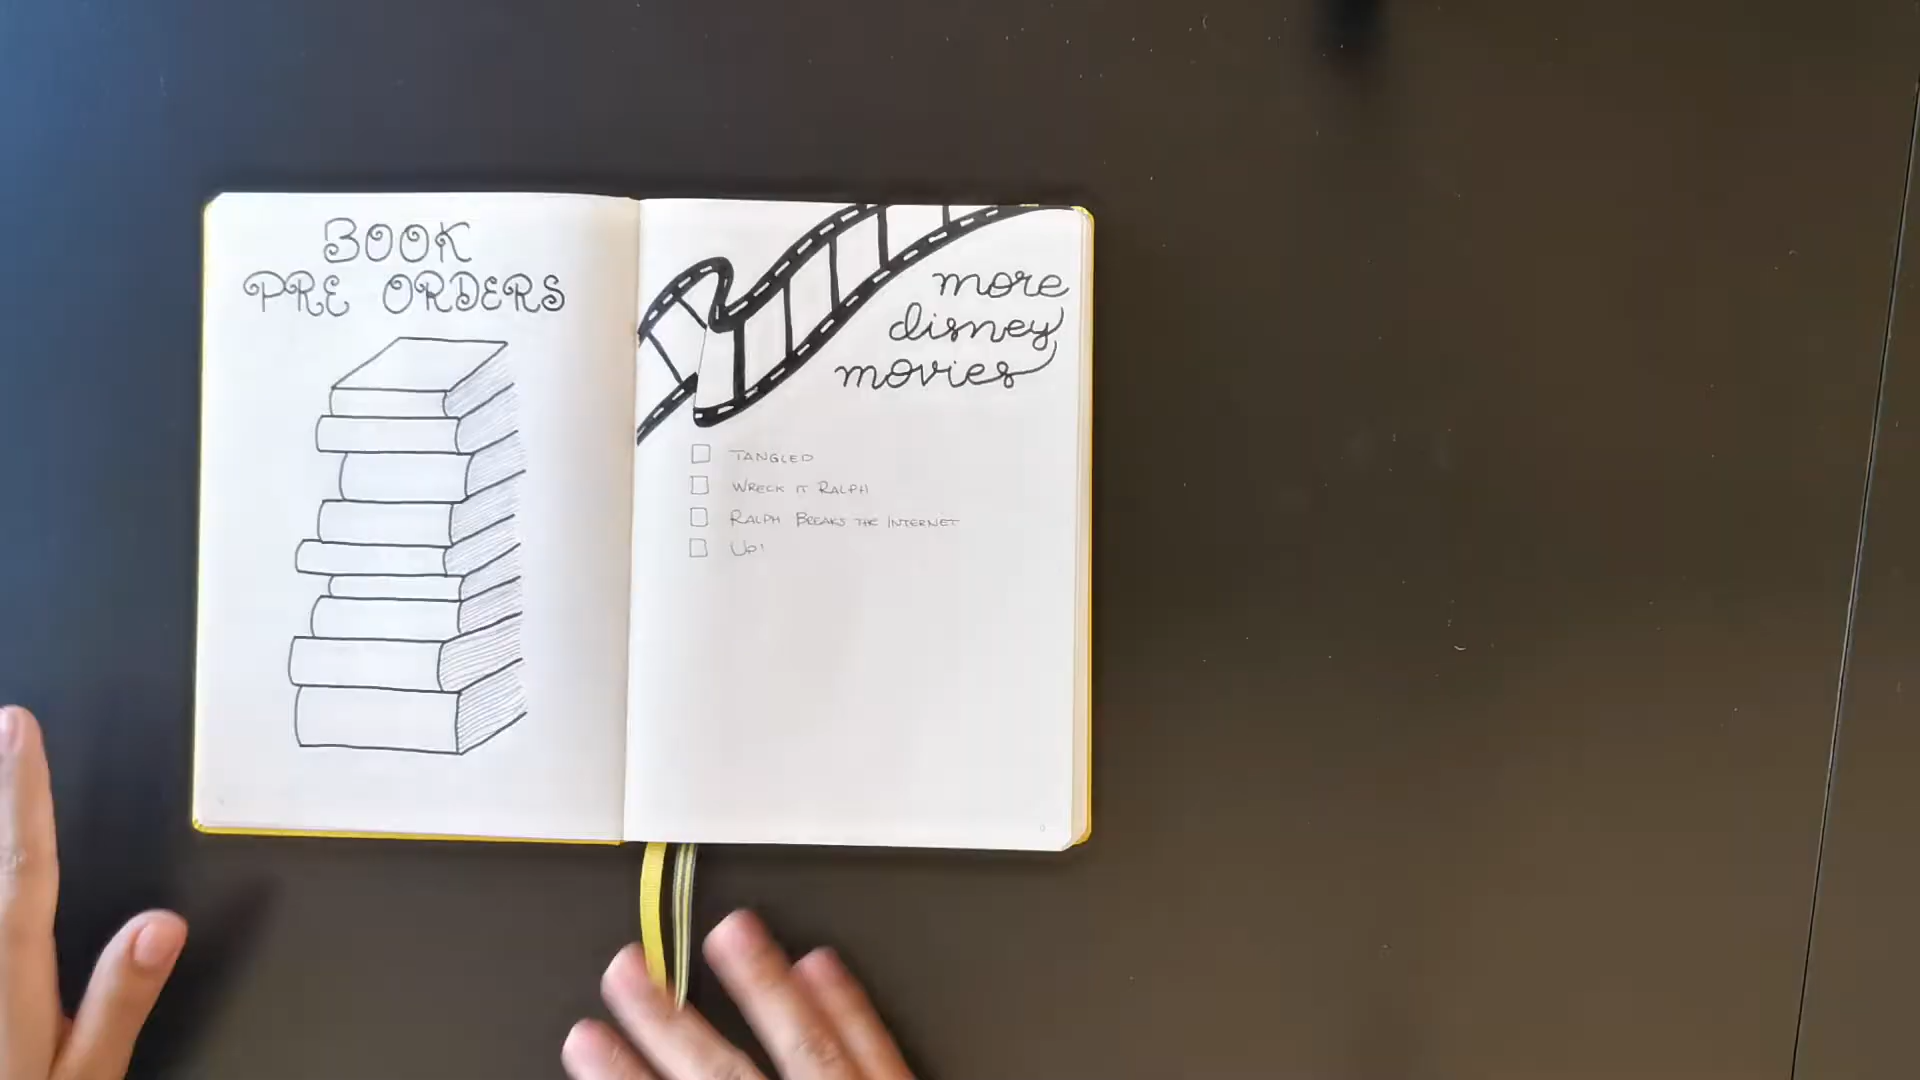 BOOK
PRE ORDERS
more
disney
movies
TANGLED
WRECK IT RALPH
RALPH BREAKS THE INTERNET
UP!